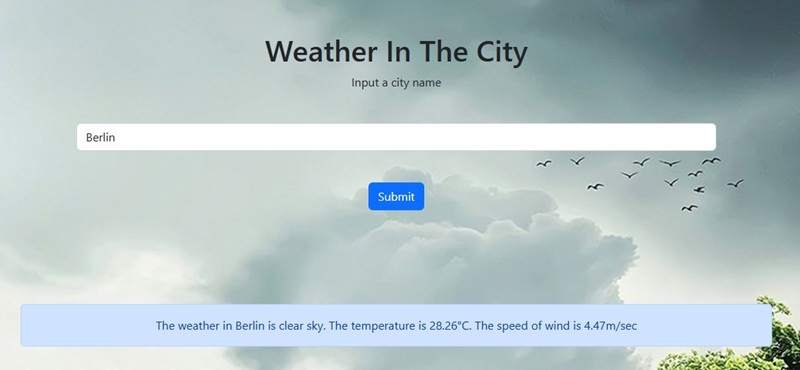 Weather In The City
Input a city name
Berlin
Submit
The weather in Berlin is clear sky. The temperature is 28.26°C. The speed of wind is 4.47m/sec